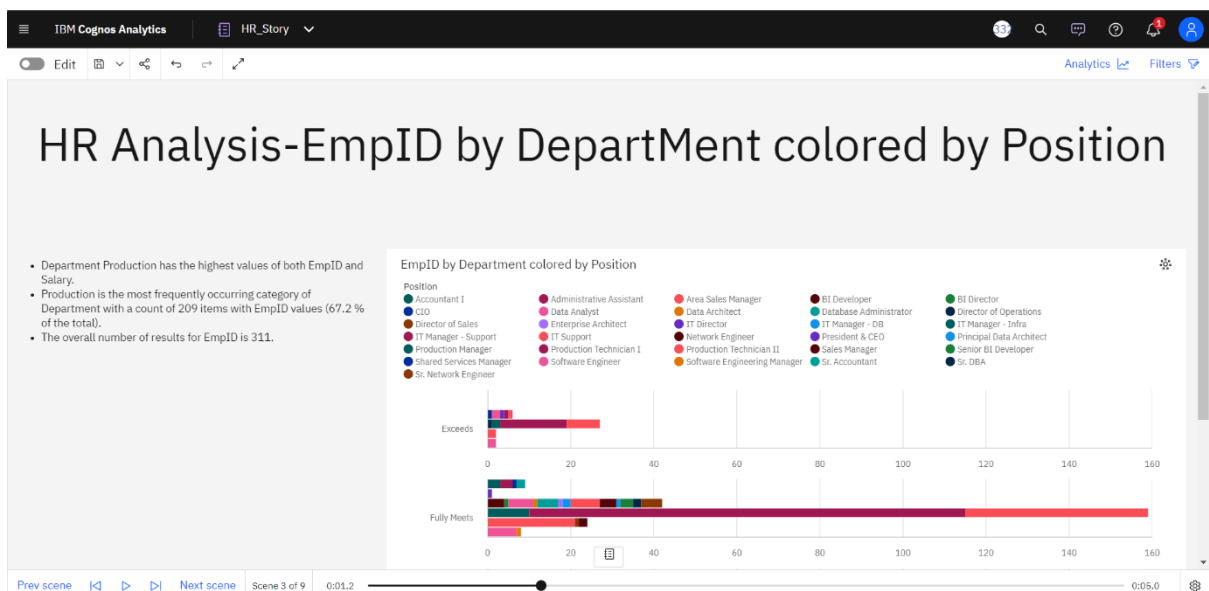 IBM Cognos Analytics
HR_Story
332
1
Edit
Analytics
Filters
HR Analysis-EmpID by DepartMent colored by Position
• Department Production has the highest values of both EmpID and
Salary.
• Production is the most frequently occurring category of
Department with a count of 209 items with EmpID values (67.2 %
of the total).
• The overall number of results for EmpID is 311.
EmpID by Department colored by Position
Position
Accountant I Administrative Assistant Area Sales Manager BI Developer BI Director
CIO Data Analyst Data Architect Database Administrator Director of Operations
Director of Sales Enterprise Architect IT Director IT Manager - DB IT Manager - Infra
IT Manager - Support IT Support Network Engineer President & CEO Principal Data Architect
Production Manager Production Technician I Production Technician II Sales Manager Senior BI Developer
Shared Services Manager Software Engineer Software Engineering Manager Sr. Accountant Sr. DBA
Sr. Network Engineer
Exceeds
0 20 40 60 80 100 120 140 160
Fully Meets
0 20 40 60 80 100 120 140 160
Prev scene Next scene Scene 3 of 9 0:01.2 0:05.0